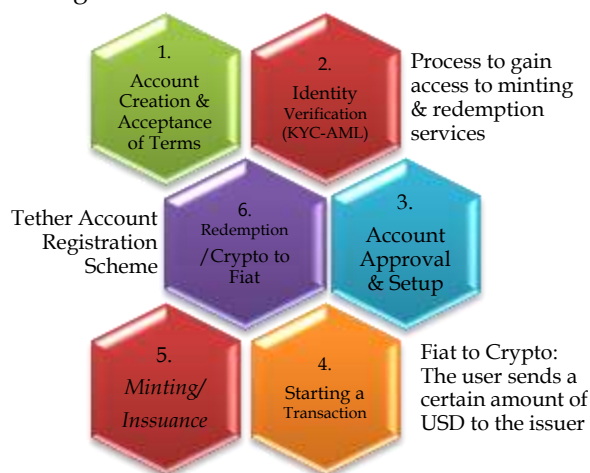 1.
Account
Creation &
Acceptance
of Terms
2.
Identity
Verification
(KYC-AML)
Process to gain
access to minting
& redemption
services
Tether Account
Registration
Scheme
6.
Redemption
/Crypto to
Fiat
3.
Account
Approval
& Setup
5.
Minting/
Inssuance
4.
Starting a
Transaction
Fiat to Crypto:
The user sends a
certain amount of
USD to the issuer